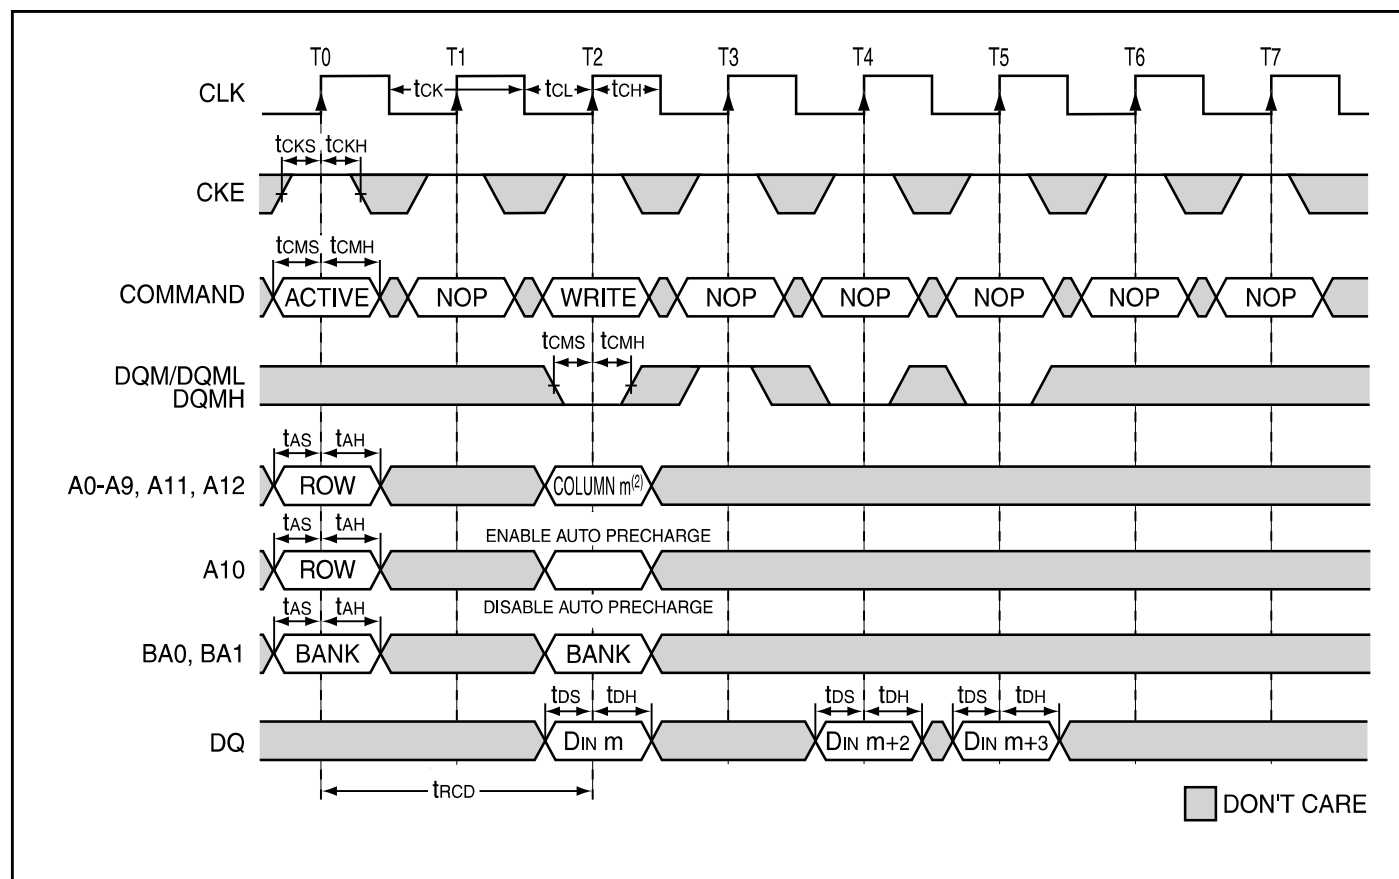 T0 T1 T2 T3 T4 T5 T6 T7
CLK tCK tCL tCH
tCKS tCKH
CKE
tCMS tCMH
COMMAND ACTIVE NOP WRITE NOP NOP NOP NOP NOP
tCMS tCMH
DQM/DQML
DQMH
tAS tAH
A0-A9, A11, A12 ROW COLUMN m(2)
tAS tAH ENABLE AUTO PRECHARGE
A10 ROW
tAS tAH DISABLE AUTO PRECHARGE
BA0, BA1 BANK BANK
tDS tDH tDS tDH tDS tDH
DQ DIN m DIN m+2 DIN m+3
tRCD
DON'T CARE